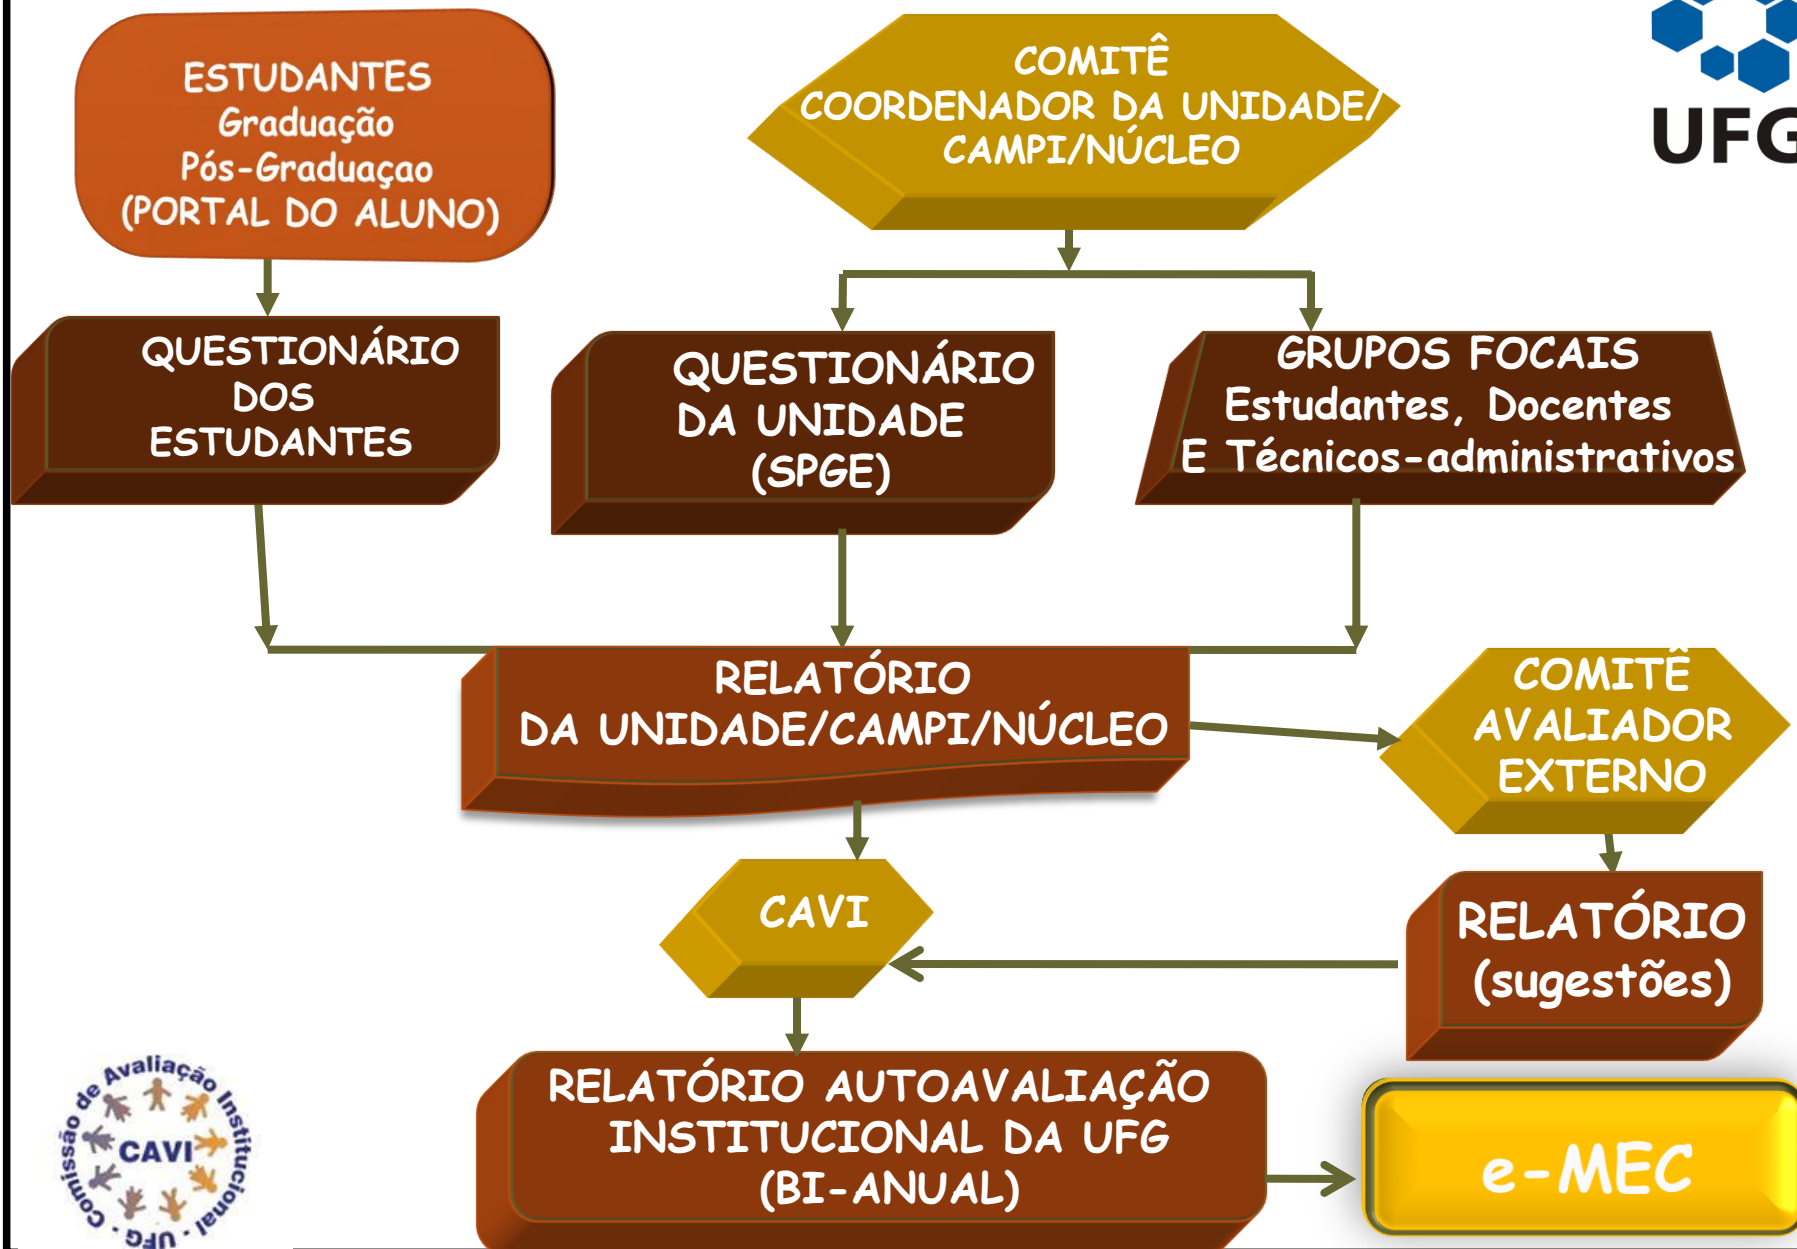 ESTUDANTES
Graduação
Pós-Graduaçao
(PORTAL DO ALUNO)
COMITÊ
COORDENADOR DA UNIDADE/
CAMPI/NÚCLEO
UFG
QUESTIONÁRIO
DOS
ESTUDANTES
QUESTIONÁRIO
DA UNIDADE
(SPGE)
GRUPOS FOCAIS
Estudantes, Docentes
E Técnicos-administrativos
RELATÓRIO
DA UNIDADE/CAMPI/NÚCLEO
COMITÊ
AVALIADOR
EXTERNO
CAVI
RELATÓRIO
(sugestões)
RELATÓRIO AUTOAVALIAÇÃO
INSTITUCIONAL DA UFG
(BI-ANUAL)
e-MEC
Comissão de Avaliação Institucional - UFG -
CAVI